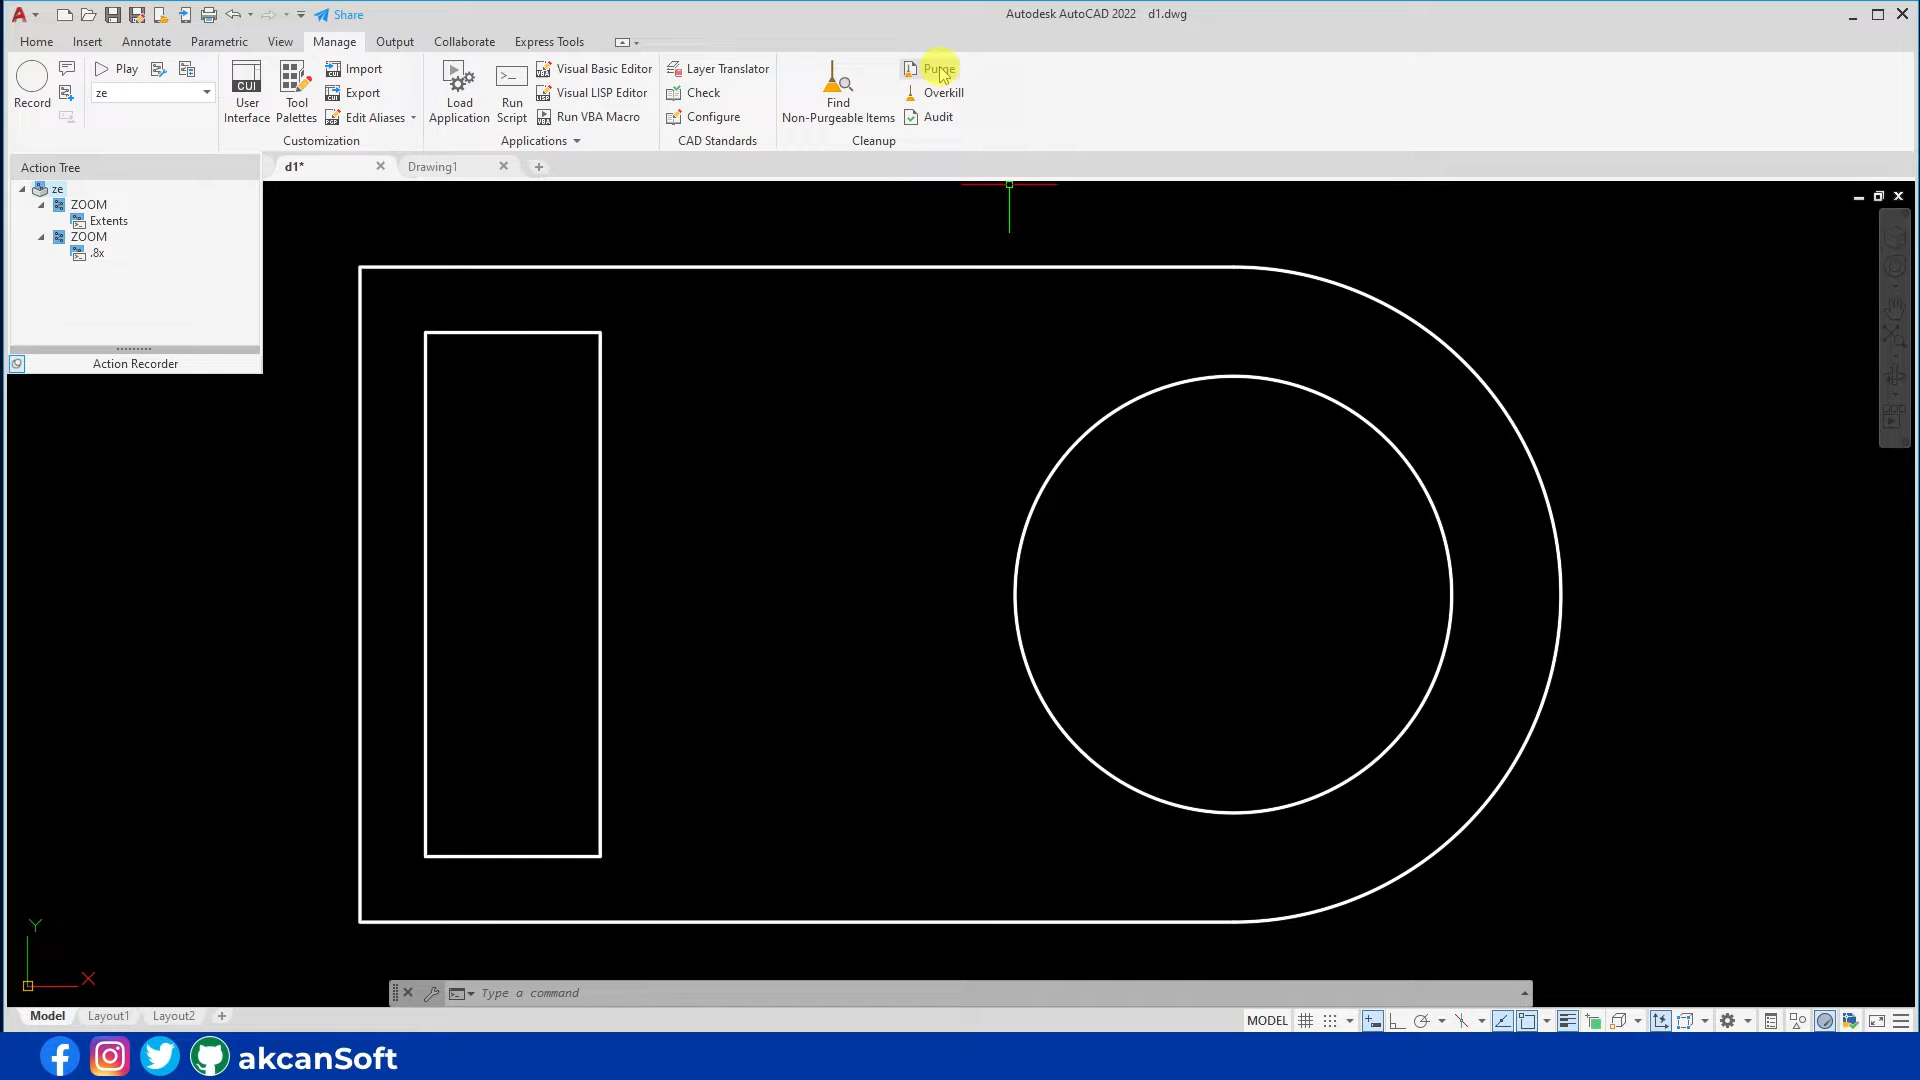 Share
Autodesk AutoCAD 2022 d1.dwg
Home Insert Annotate Parametric View Manage Output Collaborate Express Tools
Record
Play
ze
CUI
User
Interface
Tool
Palettes
Import
Export
Edit Aliases
Customization
Load
Application
Run
Script
Visual Basic Editor
Visual LISP Editor
Run VBA Macro
Applications
Layer Translator
Check
Configure
CAD Standards
Find
Non-Purgeable Items
Purge
Overkill
Audit
Cleanup
Action Tree
ze
ZOOM
Extents
ZOOM
.8x
Action Recorder
d1*
Drawing1
Y
X
Type a command
Model Layout1 Layout2
MODEL
akcanSoft